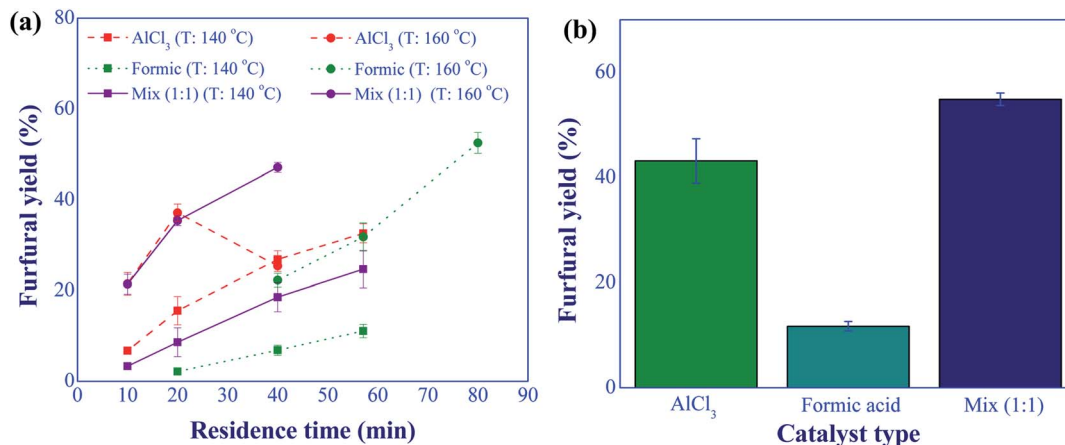 (a)
80
60
40
20
0
Furfural yield (%)
AlCl₃ (T: 140 °C)
AlCl₃ (T: 160 °C)
Formic (T: 140 °C)
Formic (T: 160 °C)
Mix (1:1) (T: 140 °C)
Mix (1:1) (T: 160 °C)
0 10 20 30 40 50 60 70 80 90
Residence time (min)
(b)
60
40
20
0
Furfural yield (%)
AlCl₃ Formic acid Mix (1:1)
Catalyst type